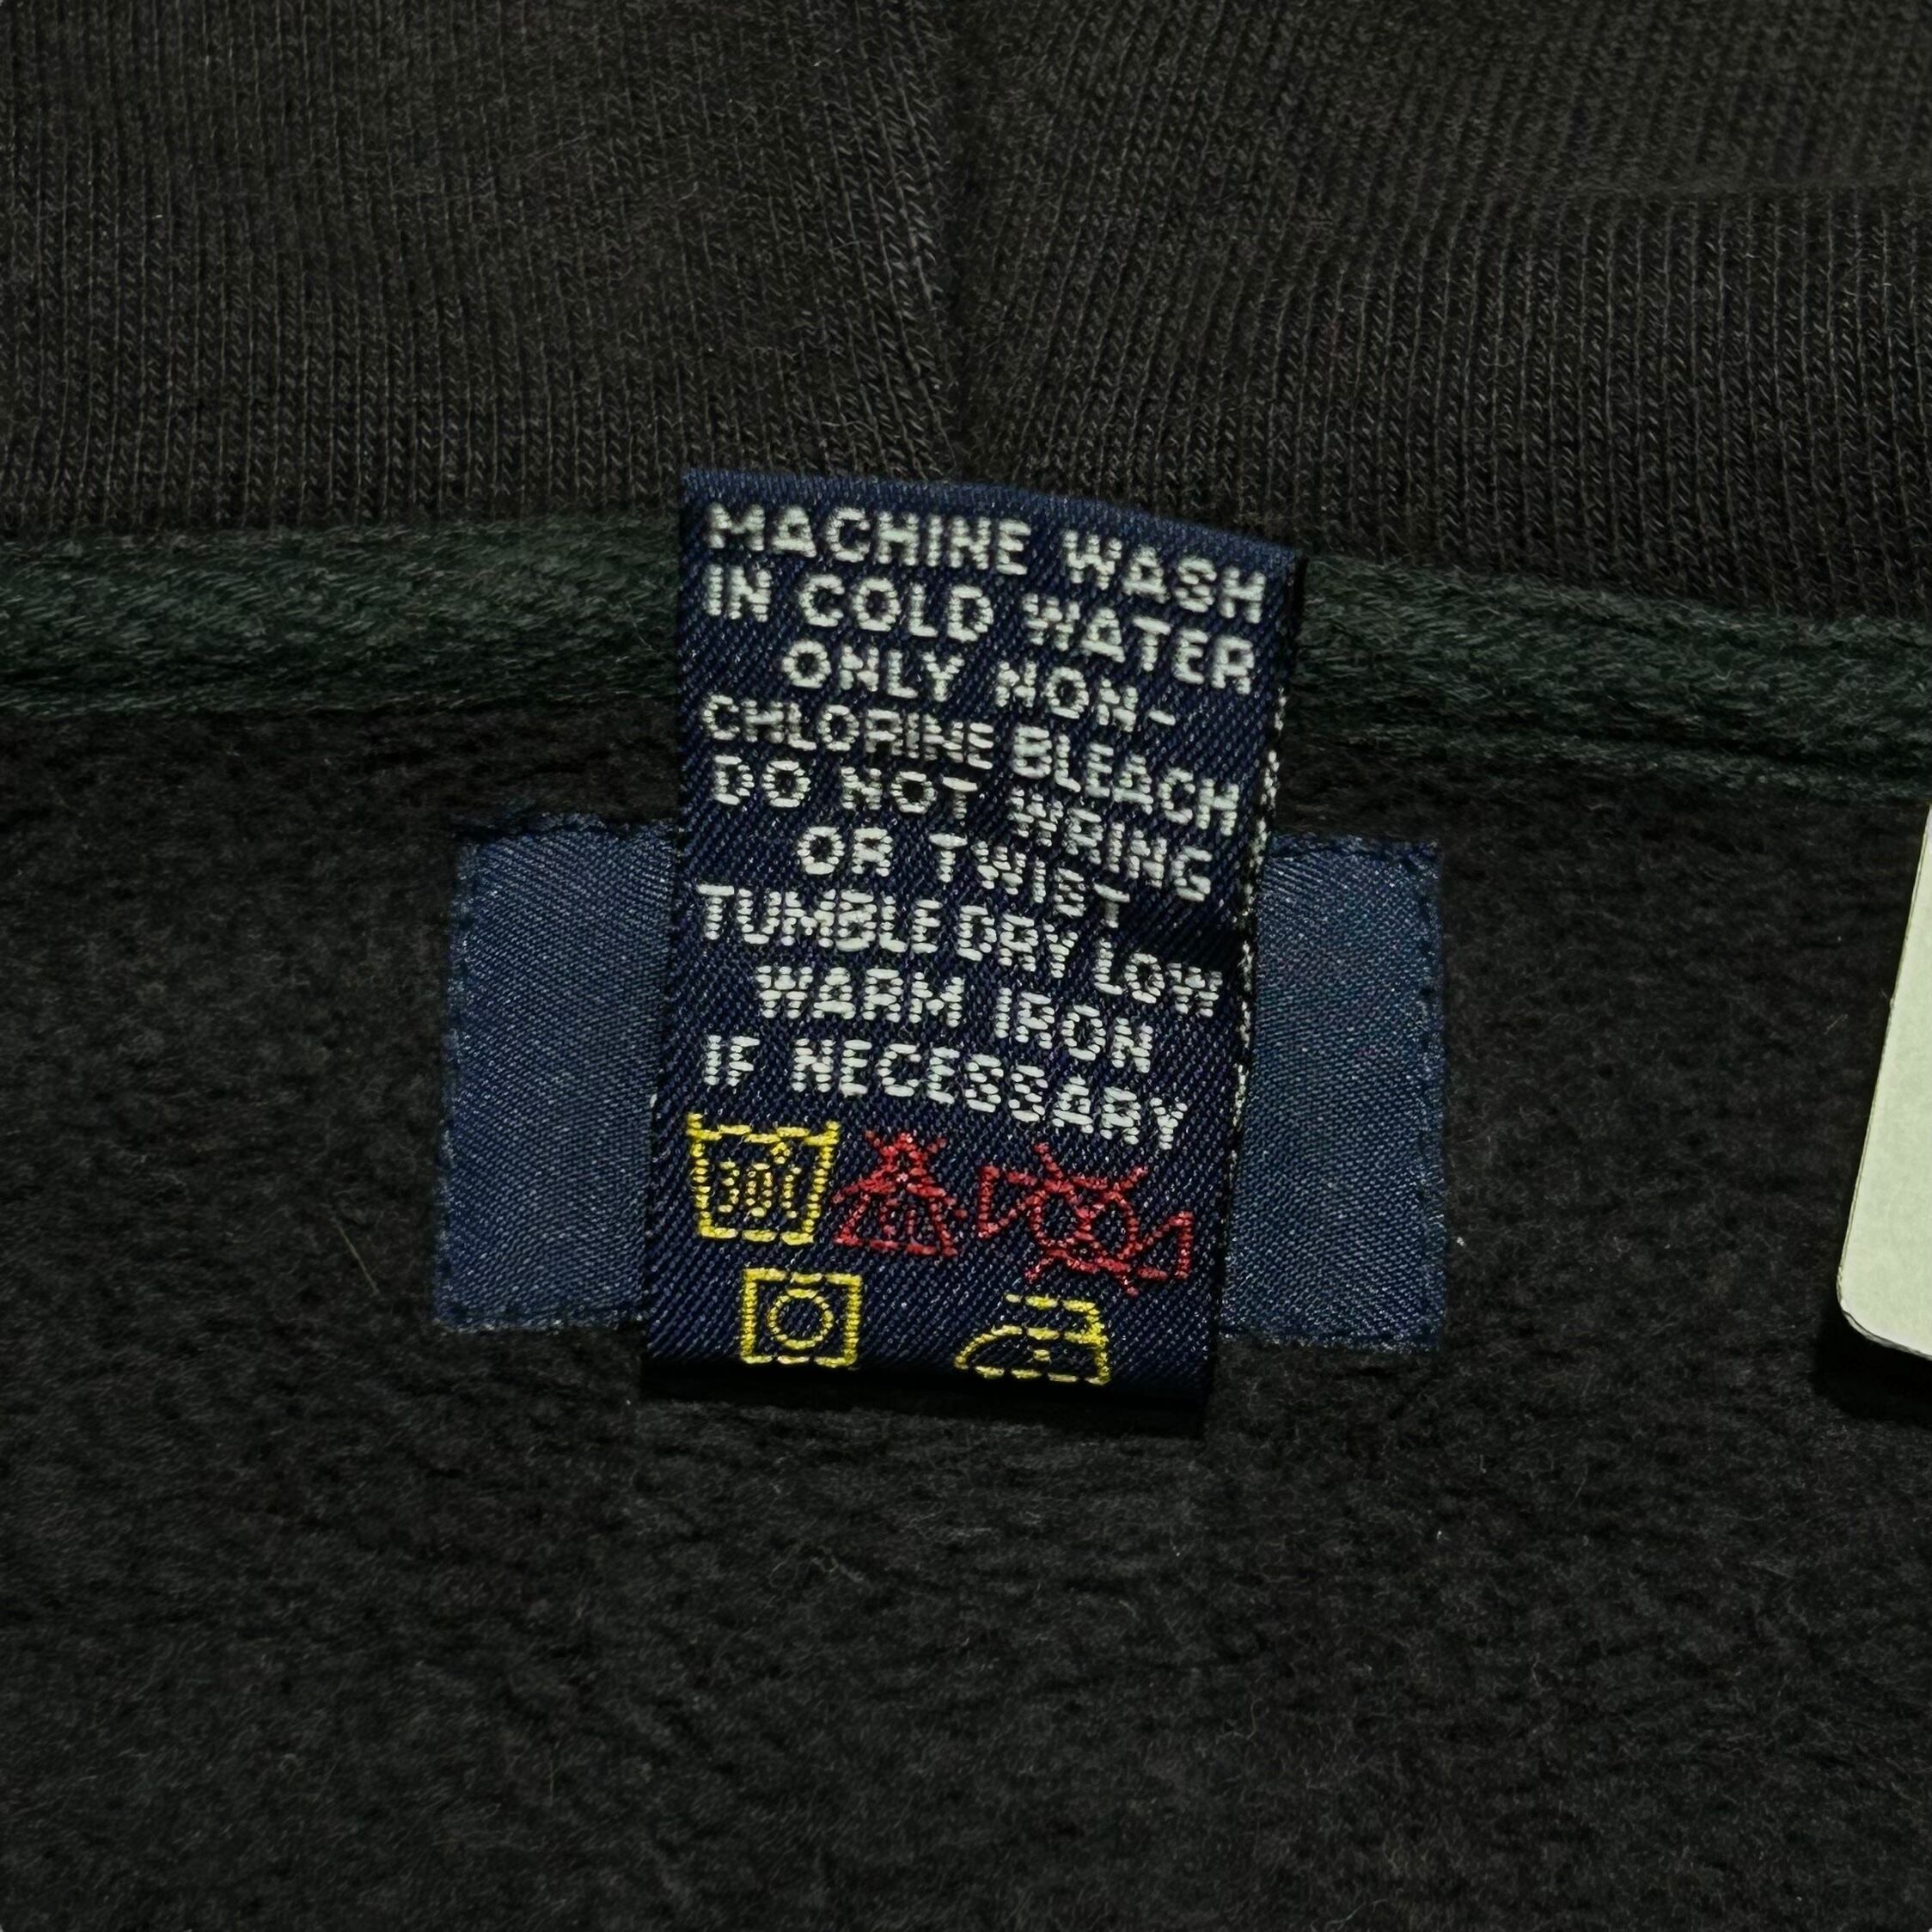 MACHINE WASH
IN COLD WATER
ONLY NON-
CHLORINE BLEACH
DO NOT WRING
OR TWIST
TUMBLE DRY LOW
WARM IRON
IF NECESSARY
30°C